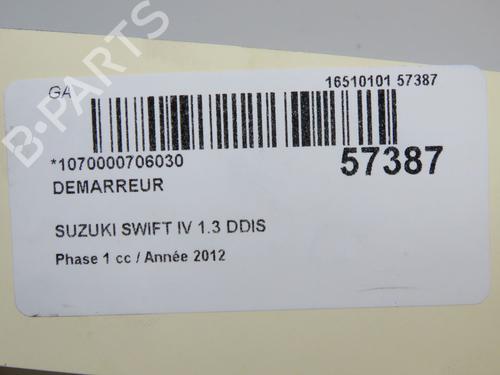 B-PARTS
GA
16510101 57387
*1070000706030
57387
DEMARREUR
SUZUKI SWIFT IV 1.3 DDIS
Phase 1 cc / Année 2012